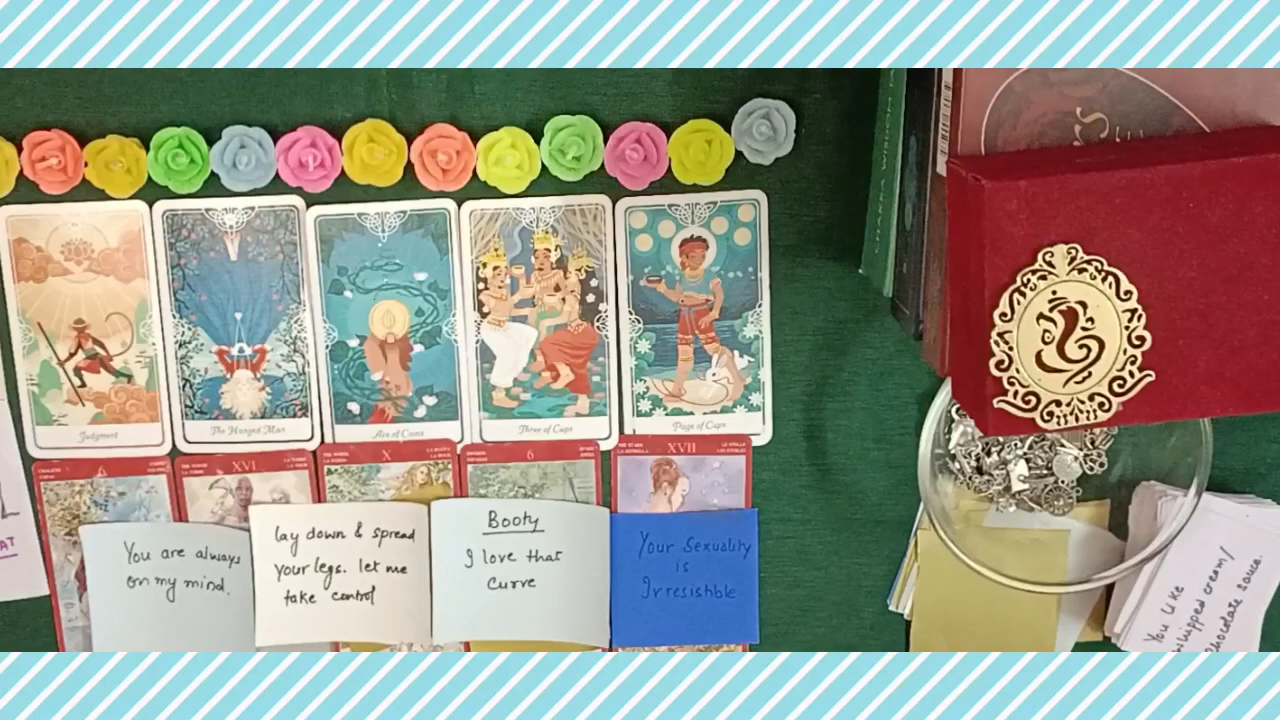 Judgment
The Hanged Man
Ace of Coins
Three of Cups
Page of Cups
6
XVI
X
6
XVII
You are always
on my mind.
lay down & spread
your legs. let me
take control
Booty
I love that
curve
Your Sexuality
is
Irresistible
You like
whipped cream/
chocolate sauce.